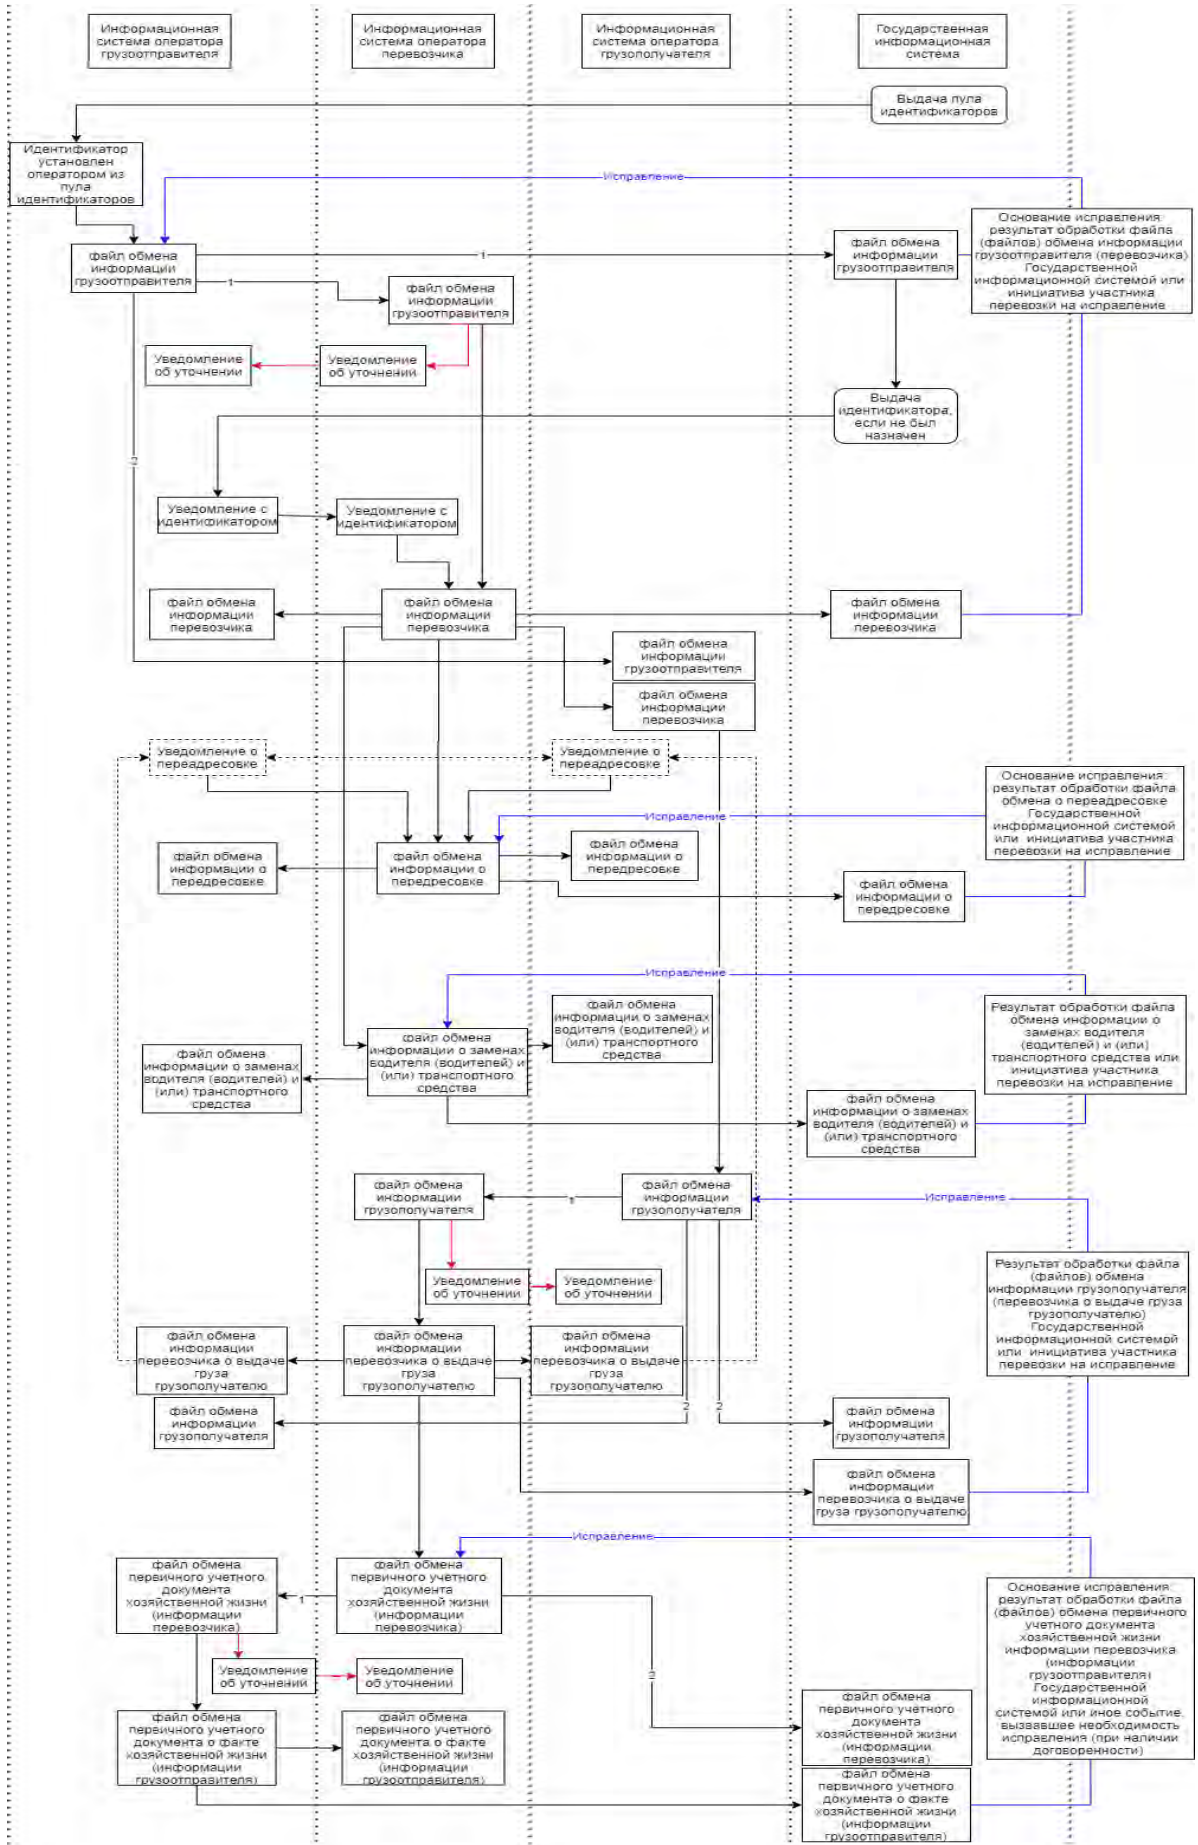 Информационная
система оператора
грузоотправителя
Информационная
система оператора
перевозчика
Информационная
система оператора
грузополучателя
Государственная
информационная
система
Выдача пула
идентификаторов
Идентификатор
установлен
оператором из
пула
идентификаторов
Исправление
Основание исправления:
результат обработки файла
(файлов) обмена информации
грузоотправителя (перевозчика)
Государственной
информационной системой или
инициатива участника
перевозки на исправление
файл обмена
информации
грузоотправителя
1
файл обмена
информации
грузоотправителя
1
файл обмена
информации
грузоотправителя
Уведомление
об уточнении
Уведомление
об уточнении
Выдача
идентификатора,
если не был
назначен
2
Уведомление с
идентификатором
Уведомление с
идентификатором
файл обмена
информации
перевозчика
файл обмена
информации
перевозчика
файл обмена
информации
перевозчика
файл обмена
информации
грузоотправителя
файл обмена
информации
перевозчика
Уведомление о
переадресовке
Уведомление о
переадресовке
Основание исправления:
результат обработки файла
обмена о переадресовке
Государственной
информационной системой
или инициатива участника
перевозки на исправление
Исправление
файл обмена
информации о
передресовке
файл обмена
информации о
передресовке
файл обмена
информации о
передресовке
файл обмена
информации о
передресовке
Исправление
Результат обработки файла
обмена информации о
заменах водителя
(водителей) и (или)
транспортного средства или
инициатива участника
перевозки на исправление
файл обмена
информации о заменах
водителя (водителей) и
(или) транспортного
средства
файл обмена
информации о заменах
водителя (водителей) и
(или) транспортного
средства
файл обмена
информации о заменах
водителя (водителей) и
(или) транспортного
средства
файл обмена
информации о заменах
водителя (водителей) и
(или) транспортного
средства
файл обмена
информации
грузополучателя
1
файл обмена
информации
грузополучателя
Исправление
Уведомление
об уточнении
Уведомление
об уточнении
Результат обработки файла
(файлов) обмена
информации грузополучателя
(перевозчика о выдаче груза
грузополучателю)
Государственной
информационной системой
или инициатива участника
перевозки на исправление
файл обмена
информации
перевозчика о выдаче
груза
грузополучателю
файл обмена
информации
перевозчика о выдаче
груза
грузополучателю
файл обмена
информации
перевозчика о выдаче
груза
грузополучателю
2
2
файл обмена
информации
грузополучателя
файл обмена
информации
грузополучателя
файл обмена
информации
перевозчика о выдаче
груза грузополучателю
Исправление
файл обмена
первичного учетного
документа
хозяйственной жизни
(информации
перевозчика)
1
файл обмена
первичного учетного
документа
хозяйственной жизни
(информации
перевозчика)
Основание исправления:
результат обработки файла
(файлов) обмена первичного
учетного документа
хозяйственной жизни
информации перевозчика
(информации
грузоотправителя)
Государственной
информационной
системой или иное событие,
вызвавшее необходимость
исправления (при наличии
договоренности)
Уведомление
об уточнении
Уведомление
об уточнении
2
файл обмена
первичного учетного
документа
хозяйственной жизни
(информации
перевозчика)
файл обмена
первичного учетного
документа о факте
хозяйственной жизни
(информации
грузоотправителя)
файл обмена
первичного учетного
документа о факте
хозяйственной жизни
(информации
грузоотправителя)
файл обмена
первичного учетного
документа о факте
хозяйственной жизни
(информации
грузоотправителя)